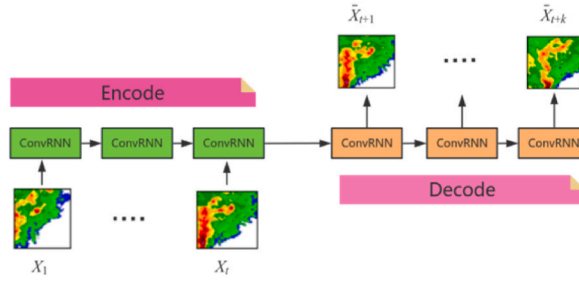 X̄t+1 X̄t+k
....
Encode
ConvRNN ConvRNN ConvRNN ConvRNN ConvRNN ConvRNN
Decode
....
X1 Xt